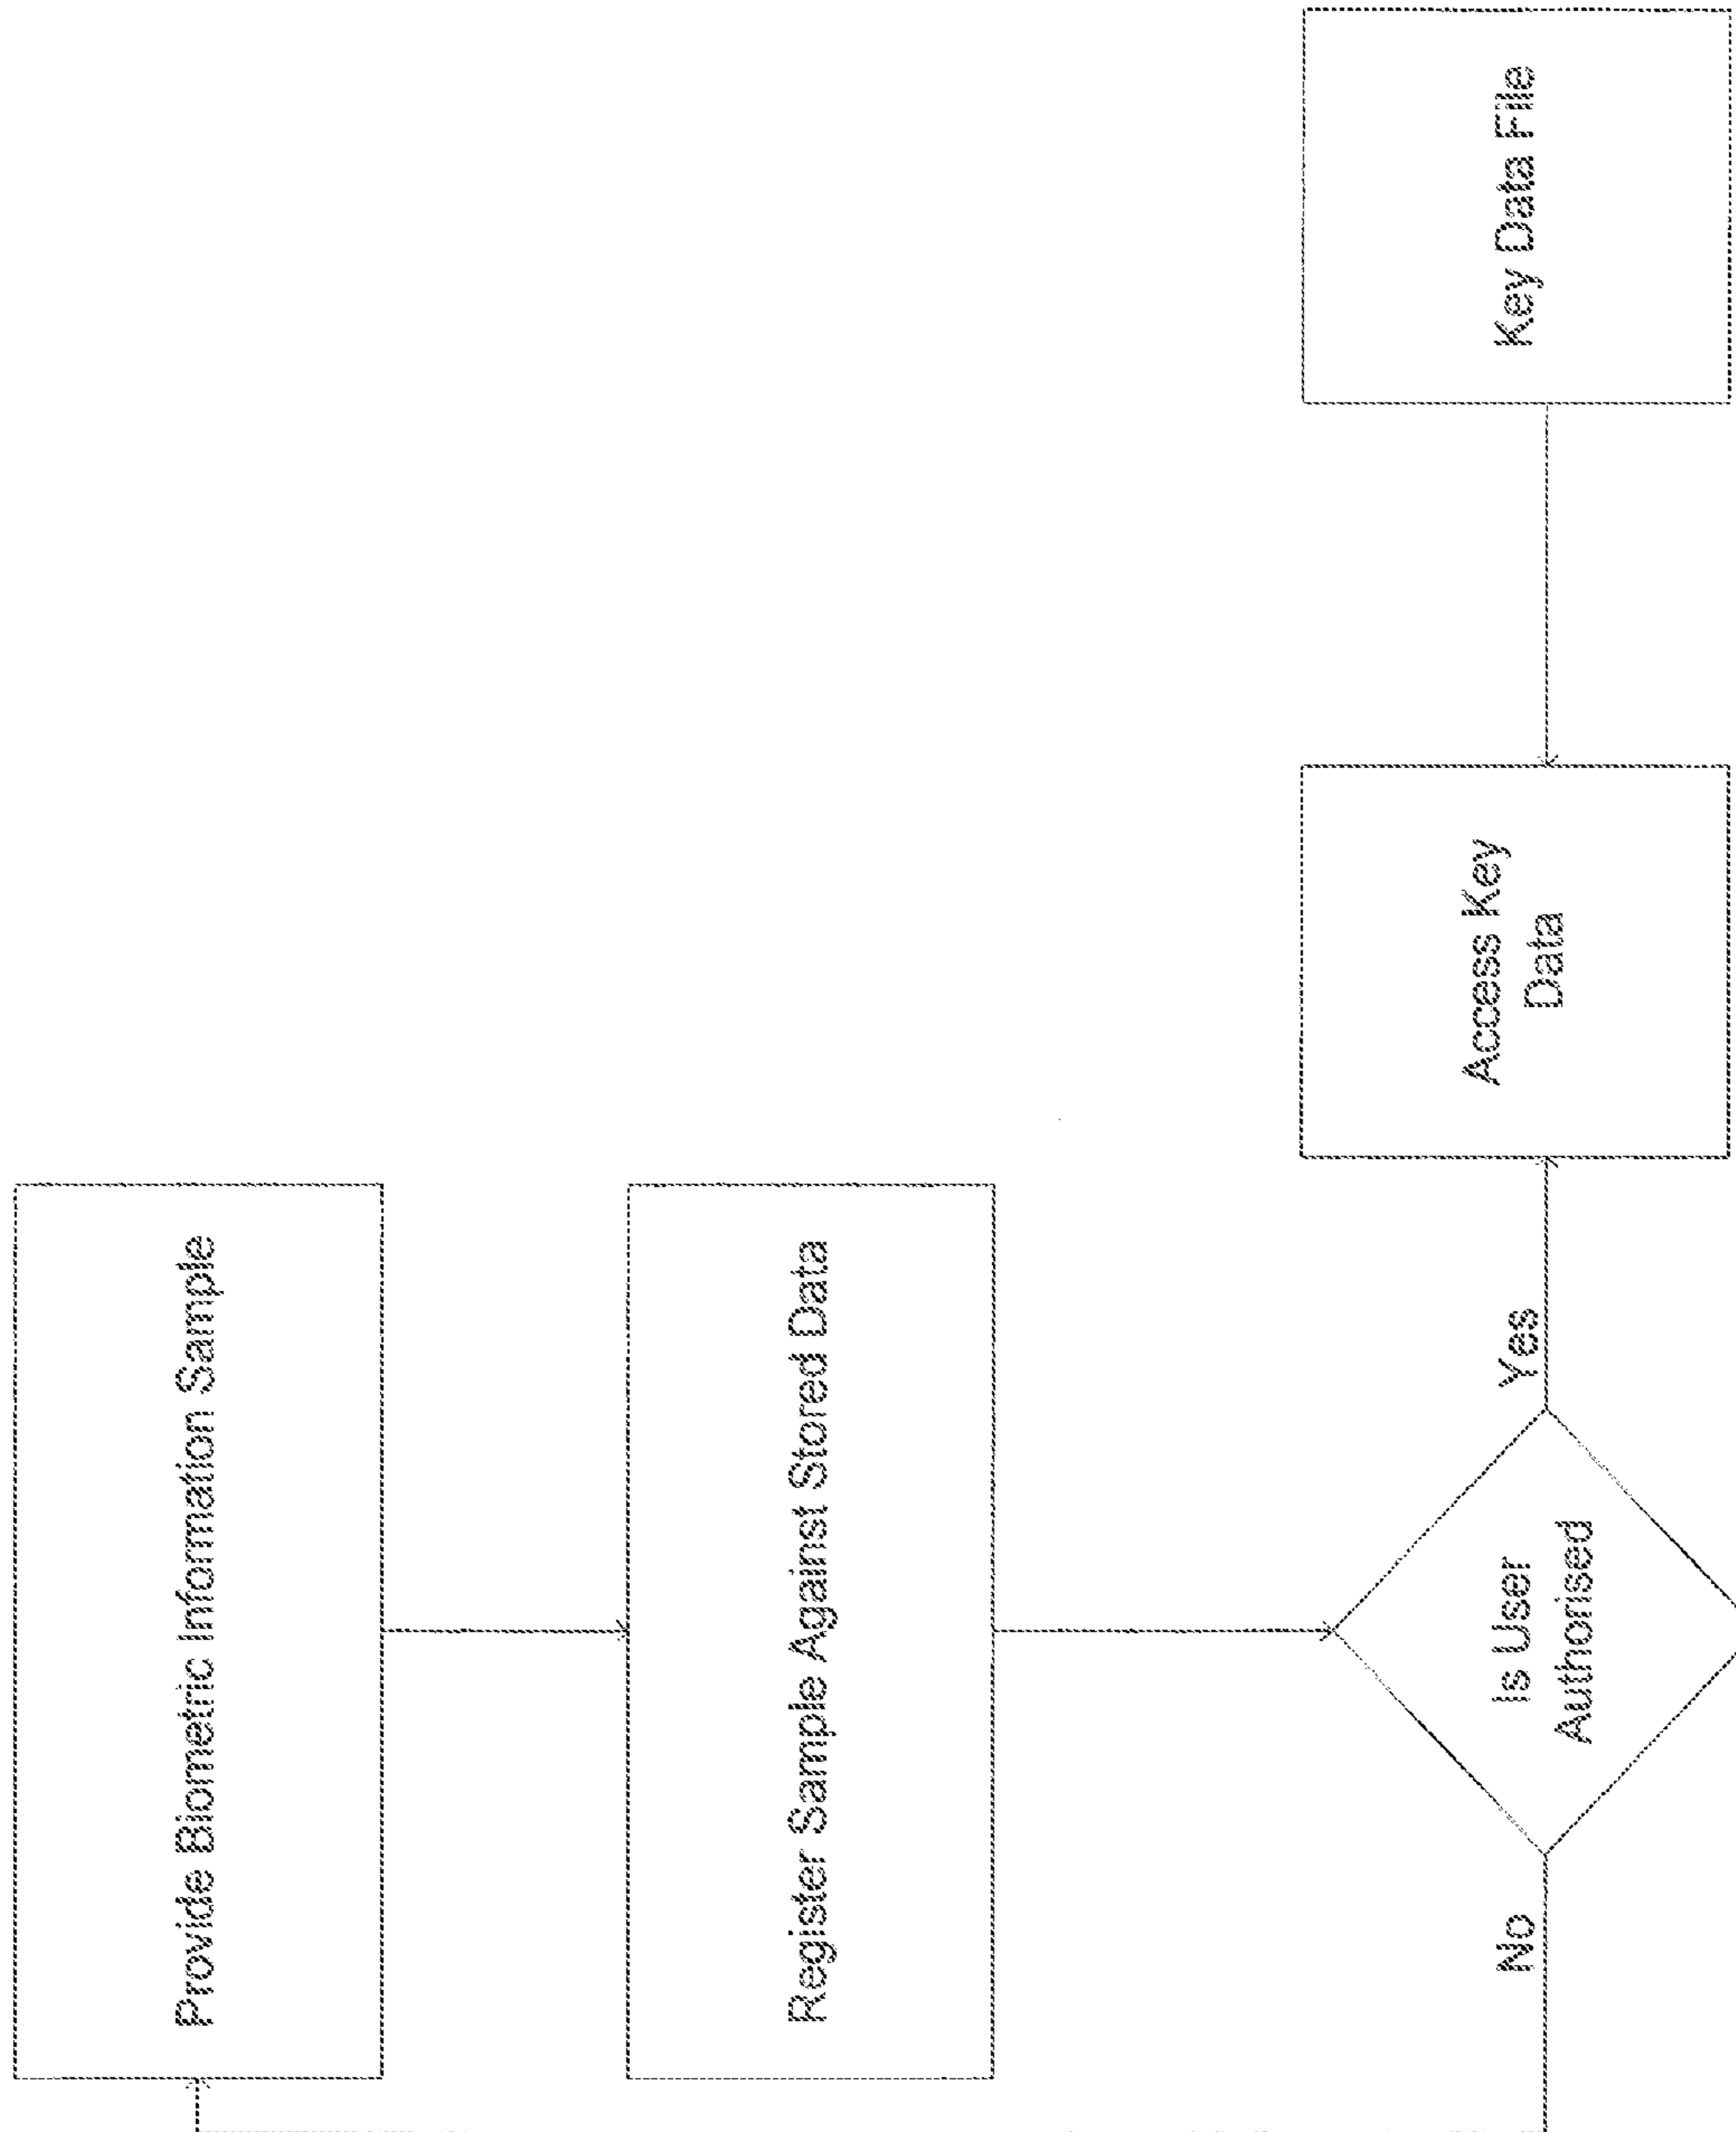 Provide Biometric Information Sample
Register Sample Against Stored Data
Is User
Authorised
No
Yes
Access Key
Data
Key Data File